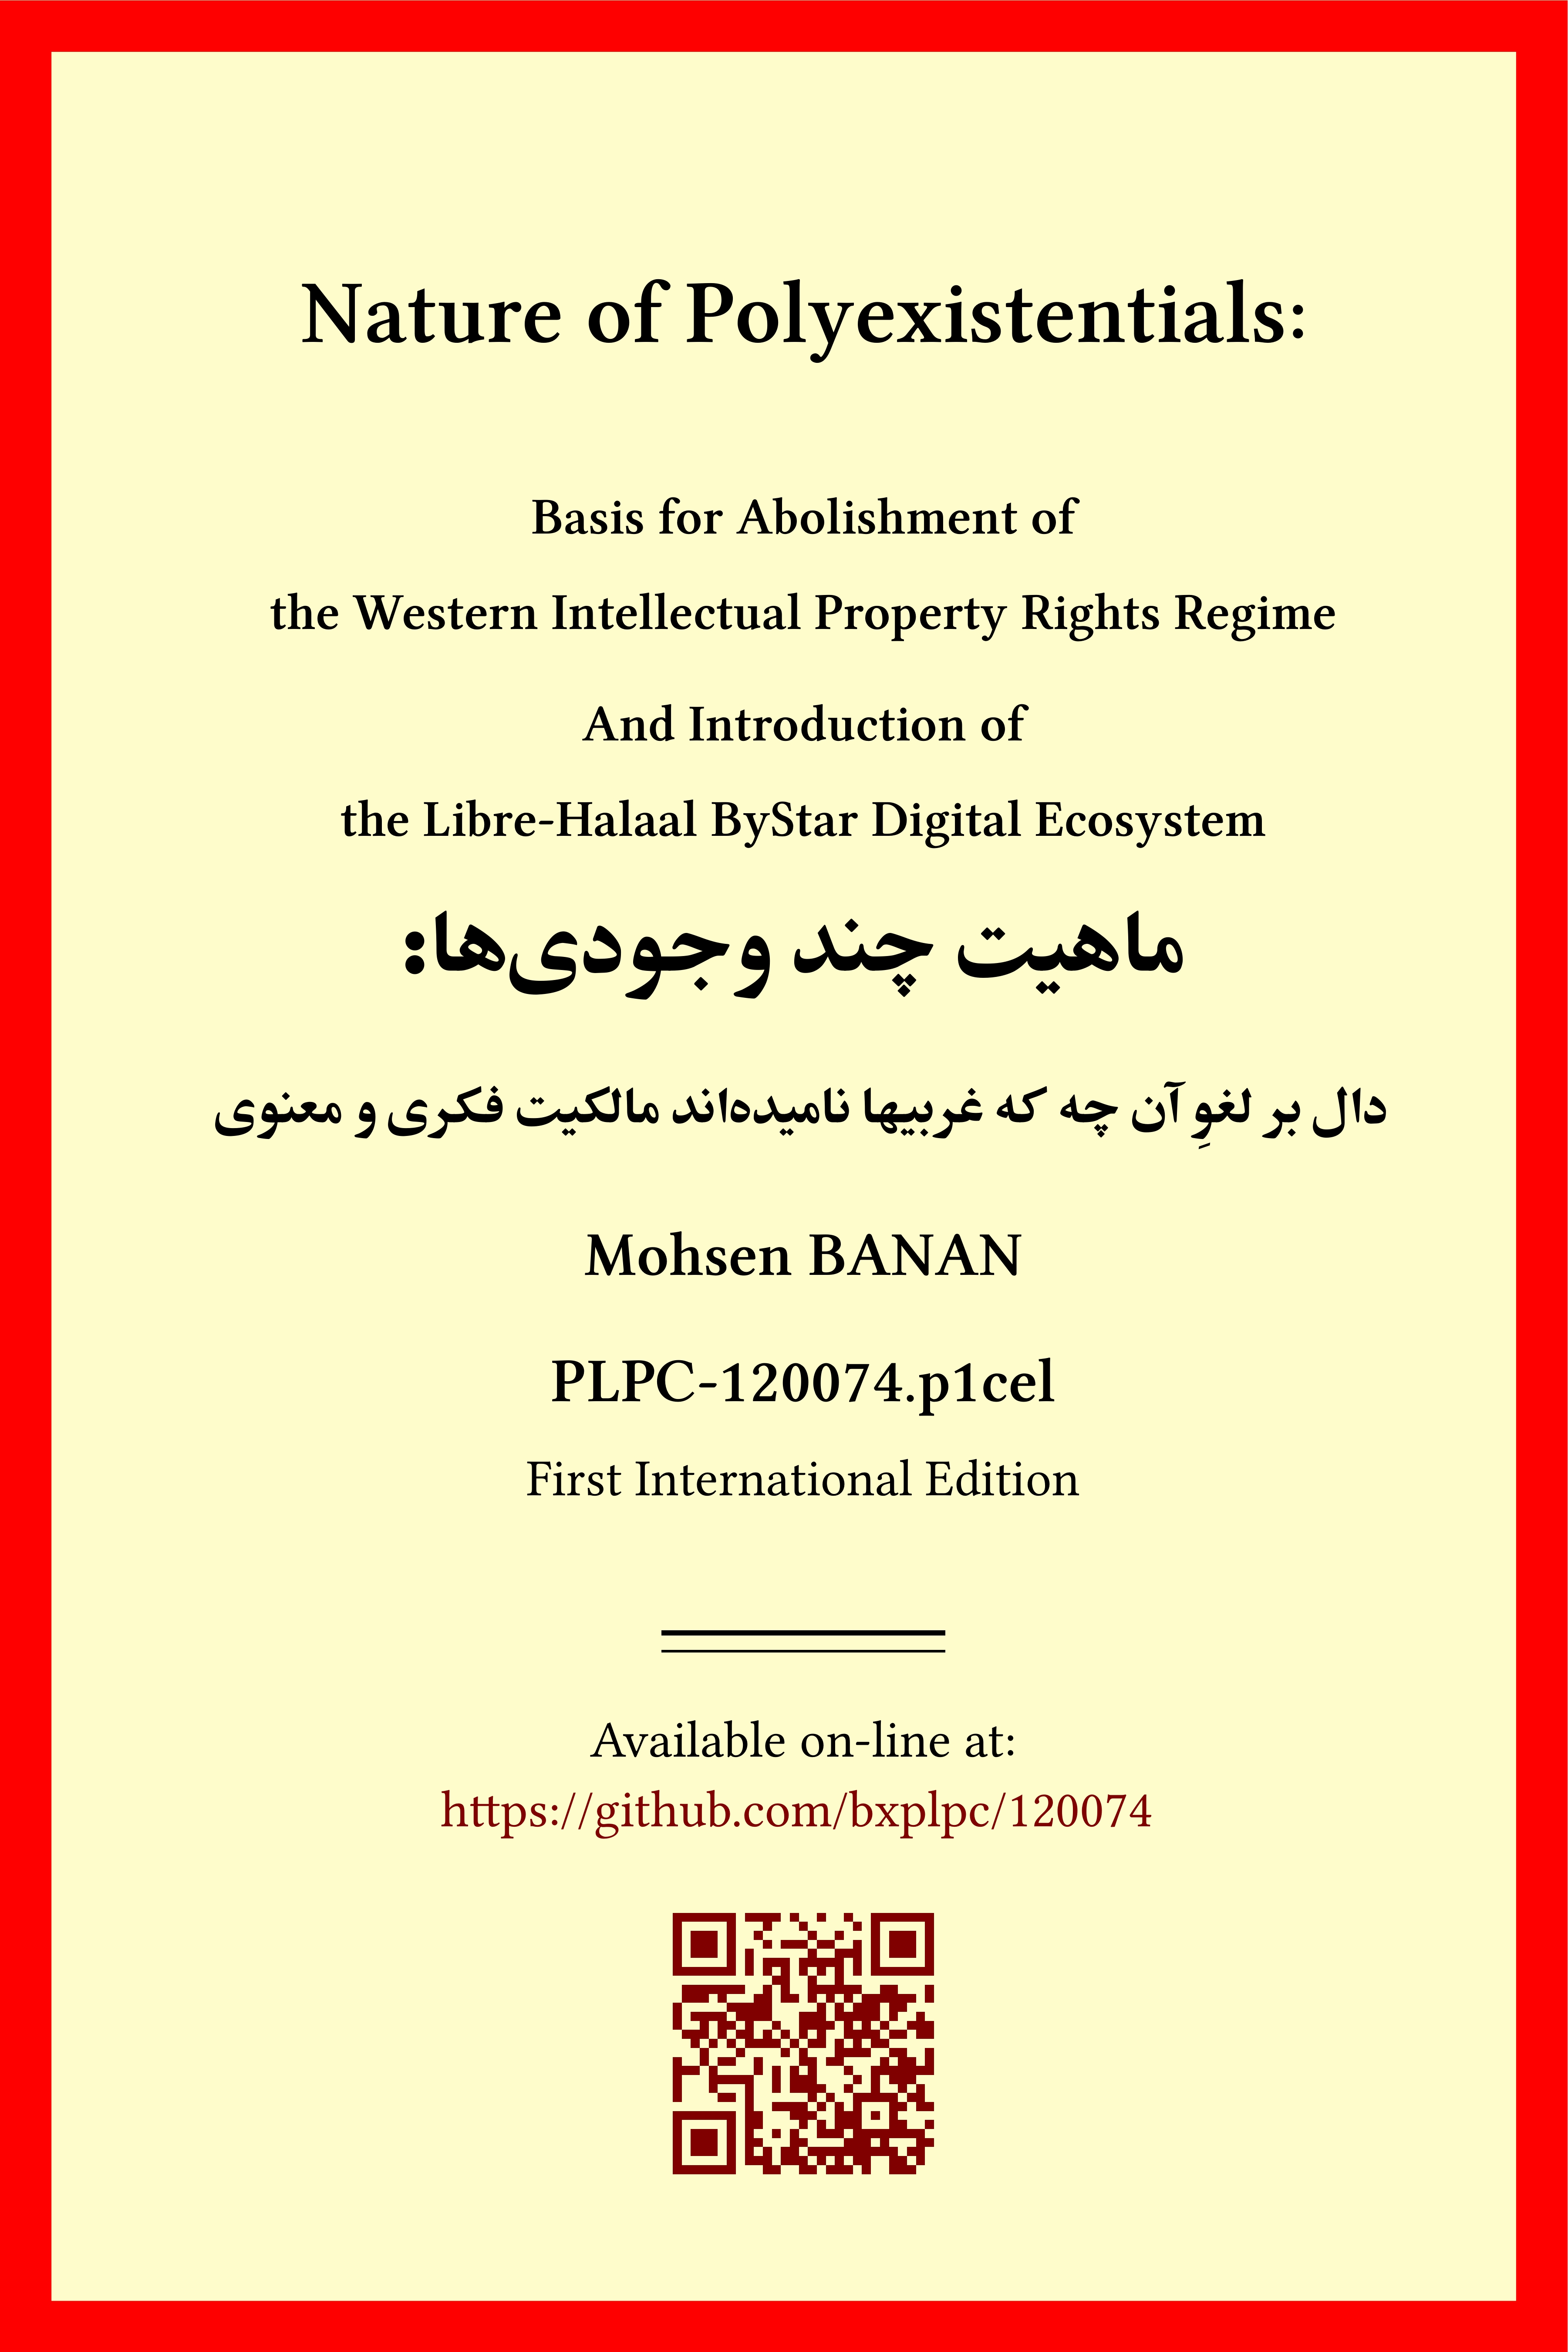 Nature of Polyexistentials:
Basis for Abolishment of
the Western Intellectual Property Rights Regime
And Introduction of
the Libre-Halaal ByStar Digital Ecosystem
ماهیت چند وجودی‌ها:
دال بر لغوِ آن چه که غربیها نامیده‌اند مالکیت فکری و معنوی
Mohsen BANAN
PLPC-120074.p1cel
First International Edition
Available on-line at:
https://github.com/bxplpc/120074